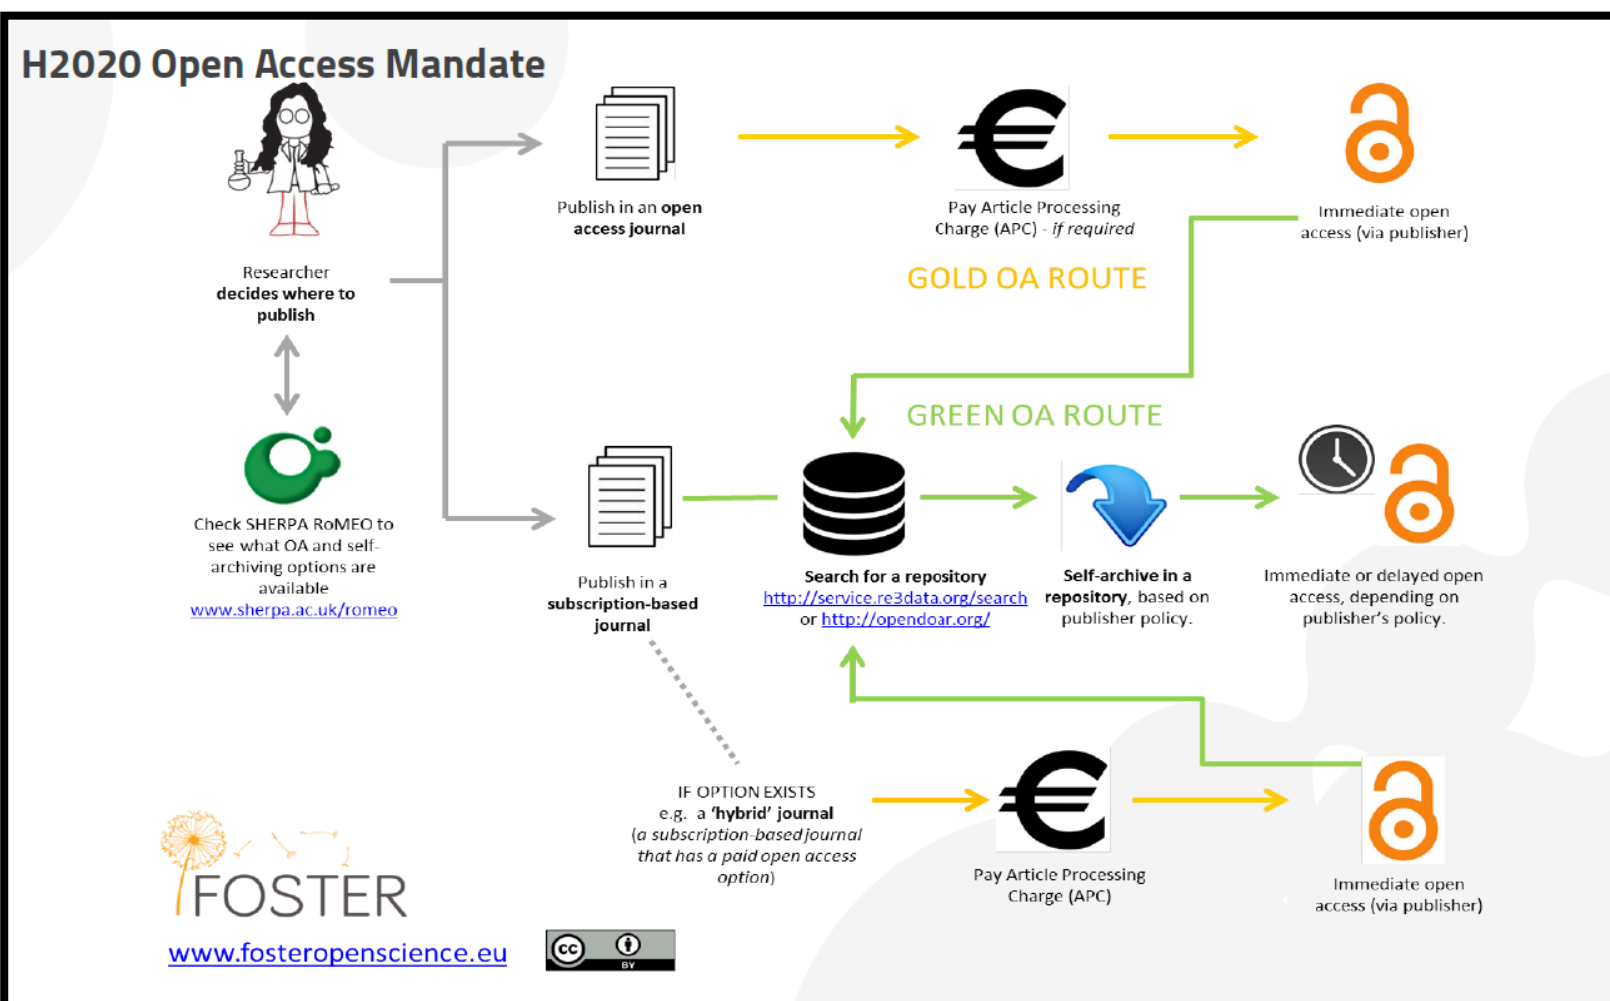 H2020 Open Access Mandate
Publish in an open
access journal
Pay Article Processing
Charge (APC) - if required
Immediate open
access (via publisher)
GOLD OA ROUTE
Researcher
decides where to
publish
GREEN OA ROUTE
Check SHERPA RoMEO to
see what OA and self-
archiving options are
available
www.sherpa.ac.uk/romeo
Publish in a
subscription-based
journal
Search for a repository
http://service.re3data.org/search
or http://opendoar.org/
Self-archive in a
repository, based on
publisher policy.
Immediate or delayed open
access, depending on
publisher's policy.
IF OPTION EXISTS
e.g. a 'hybrid' journal
(a subscription-based journal
that has a paid open access
option)
Pay Article Processing
Charge (APC)
Immediate open
access (via publisher)
FOSTER
www.fosteropenscience.eu
cc
BY